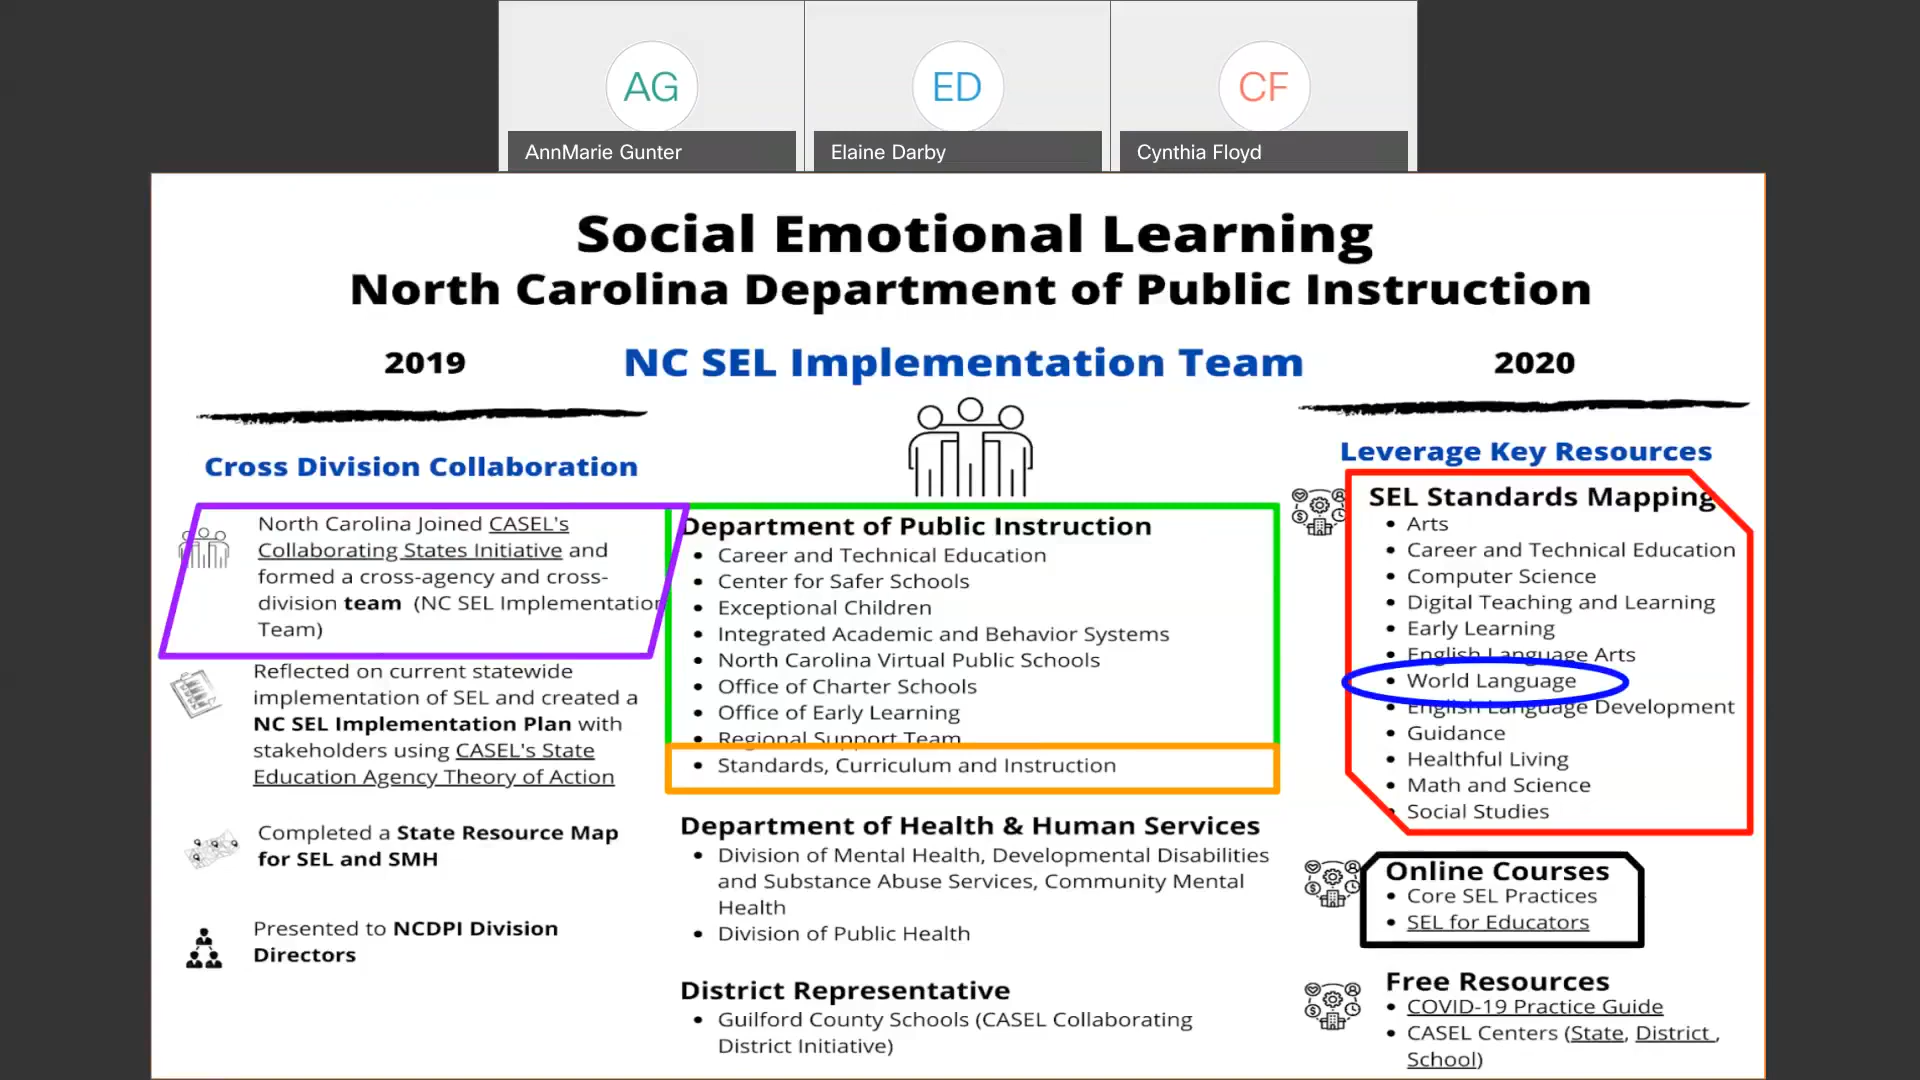 AG
ED
CF
AnnMarie Gunter
Elaine Darby
Cynthia Floyd
Social Emotional Learning
North Carolina Department of Public Instruction
2019
NC SEL Implementation Team
2020
Cross Division Collaboration
North Carolina Joined CASEL's
Collaborating States Initiative and
formed a cross-agency and cross-
division team (NC SEL Implementation
Team)
Reflected on current statewide
implementation of SEL and created a
NC SEL Implementation Plan with
stakeholders using CASEL's State
Education Agency Theory of Action
Completed a State Resource Map
for SEL and SMH
Presented to NCDPI Division
Directors
Department of Public Instruction
• Career and Technical Education
• Center for Safer Schools
• Exceptional Children
• Integrated Academic and Behavior Systems
• North Carolina Virtual Public Schools
• Office of Charter Schools
• Office of Early Learning
• Regional Support Team
• Standards, Curriculum and Instruction
Department of Health & Human Services
• Division of Mental Health, Developmental Disabilities
and Substance Abuse Services, Community Mental
Health
• Division of Public Health
District Representative
• Guilford County Schools (CASEL Collaborating
District Initiative)
Leverage Key Resources
SEL Standards Mapping
• Arts
• Career and Technical Education
• Computer Science
• Digital Teaching and Learning
• Early Learning
• English Language Arts
• World Language
• English Language Development
• Guidance
• Healthful Living
• Math and Science
• Social Studies
Online Courses
• Core SEL Practices
• SEL for Educators
Free Resources
• COVID-19 Practice Guide
• CASEL Centers (State, District ,
School)